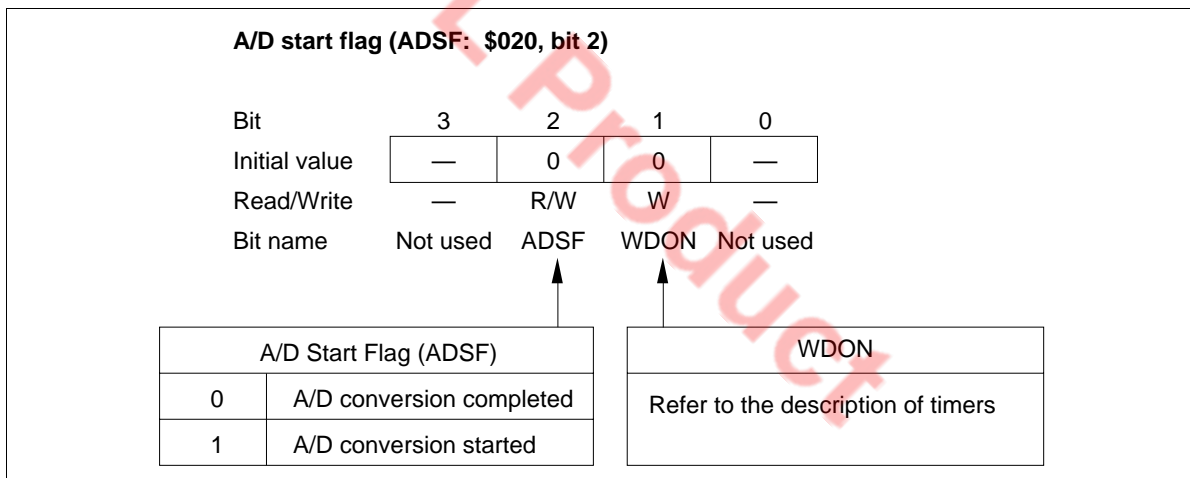 A/D start flag (ADSF: $020, bit 2)
Bit 3 2 1 0
Initial value — 0 0 —
Read/Write — R/W W —
Bit name Not used ADSF WDON Not used
A/D Start Flag (ADSF)
0 A/D conversion completed
1 A/D conversion started
WDON
Refer to the description of timers
L Product